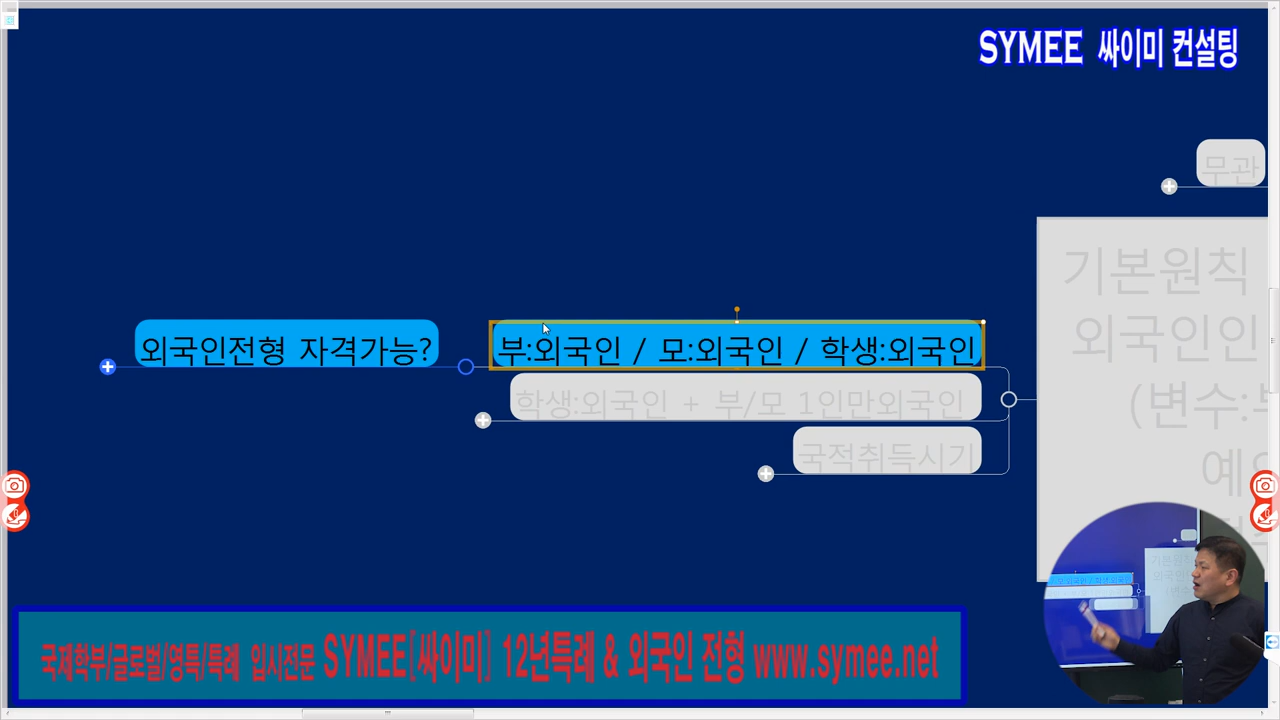 SYMEE 싸이미 컨설팅
무관
기본원칙
외국인인
(변수:부
예
외국인전형 자격가능?
부:외국인 / 모:외국인 / 학생:외국인
학생:외국인 + 부/모 1인만외국인
국적취득시기
국제학부/글로벌/영특/특례 입시전문 SYMEE[싸이미] 12년특례 & 외국인 전형 www.symee.net